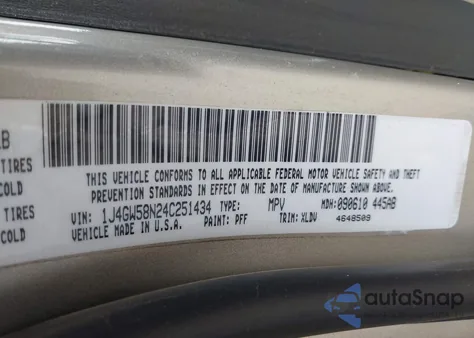 AB
TIRES
COLD
TIRES
COLD
THIS VEHICLE CONFORMS TO ALL APPLICABLE FEDERAL MOTOR VEHICLE SAFETY AND THEFT
PREVENTION STANDARDS IN EFFECT ON THE DATE OF MANUFACTURE SHOWN ABOVE.
VIN: 1J4GW58N24C251434 TYPE: MPV MDH: 090610 445AB
VEHICLE MADE IN U.S.A. PAINT: PFF TRIM: XLDV 4648509
autaSnap